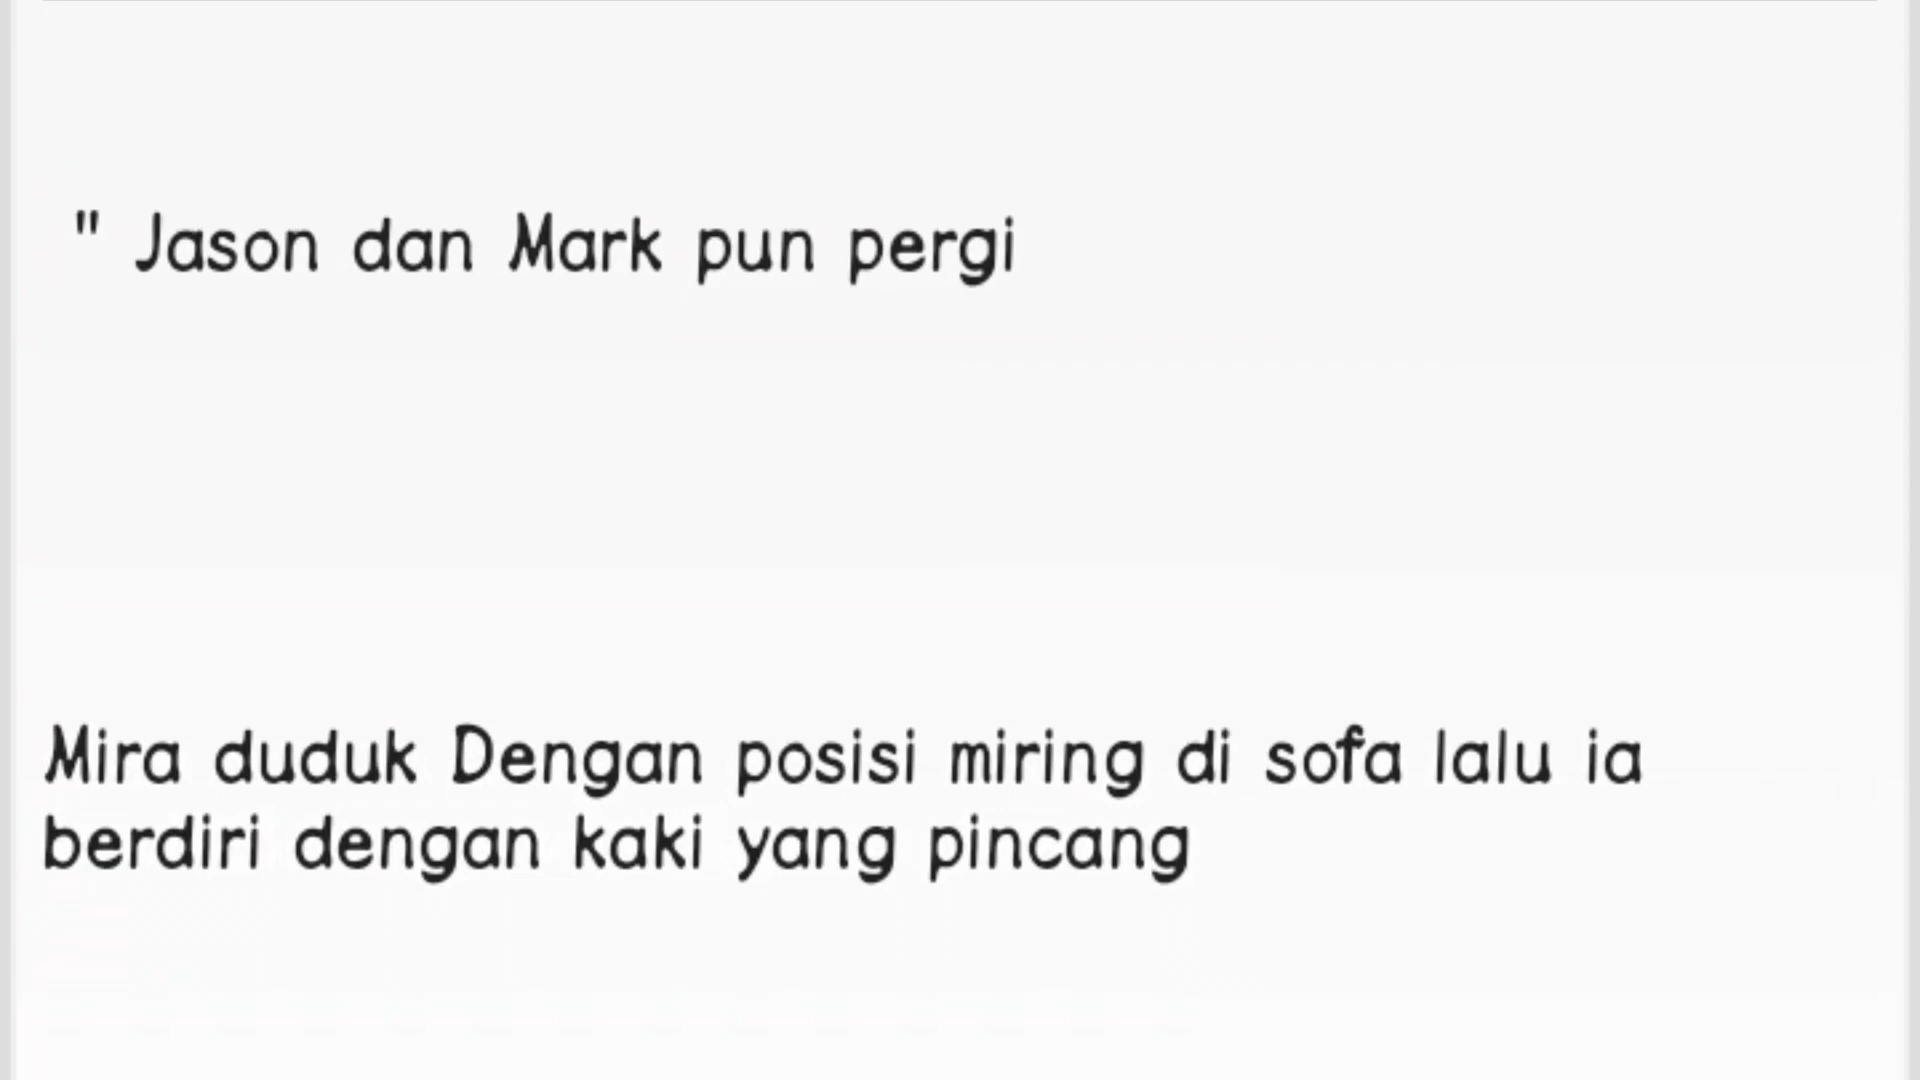 " Jason dan Mark pun pergi
Mira duduk Dengan posisi miring di sofa lalu ia
berdiri dengan kaki yang pincang